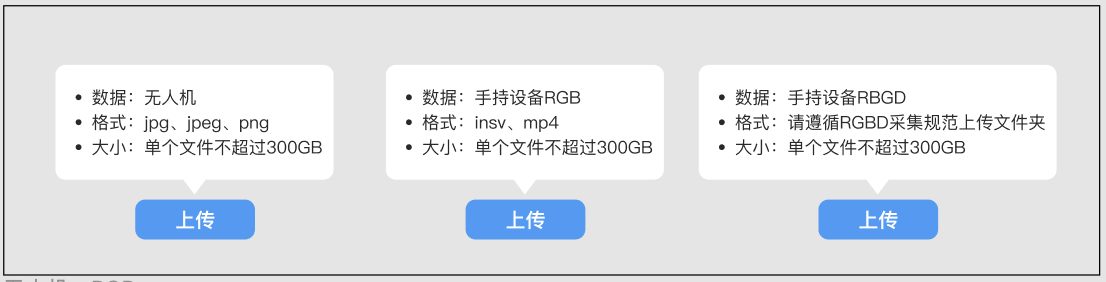 数据：无人机
格式：jpg、jpeg、png
大小：单个文件不超过300GB
上传
数据：手持设备RGB
格式：insv、mp4
大小：单个文件不超过300GB
上传
数据：手持设备RBGD
格式：请遵循RGBD采集规范上传文件夹
大小：单个文件不超过300GB
上传